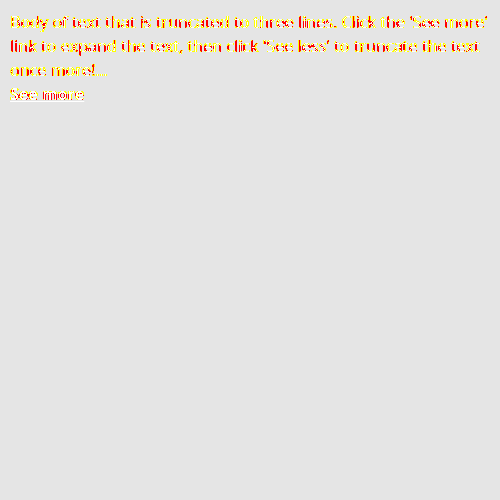 Body of text that is truncated to three lines. Click the 'See more'
link to expand the text, then click 'See less' to truncate the text
once more!...
See more